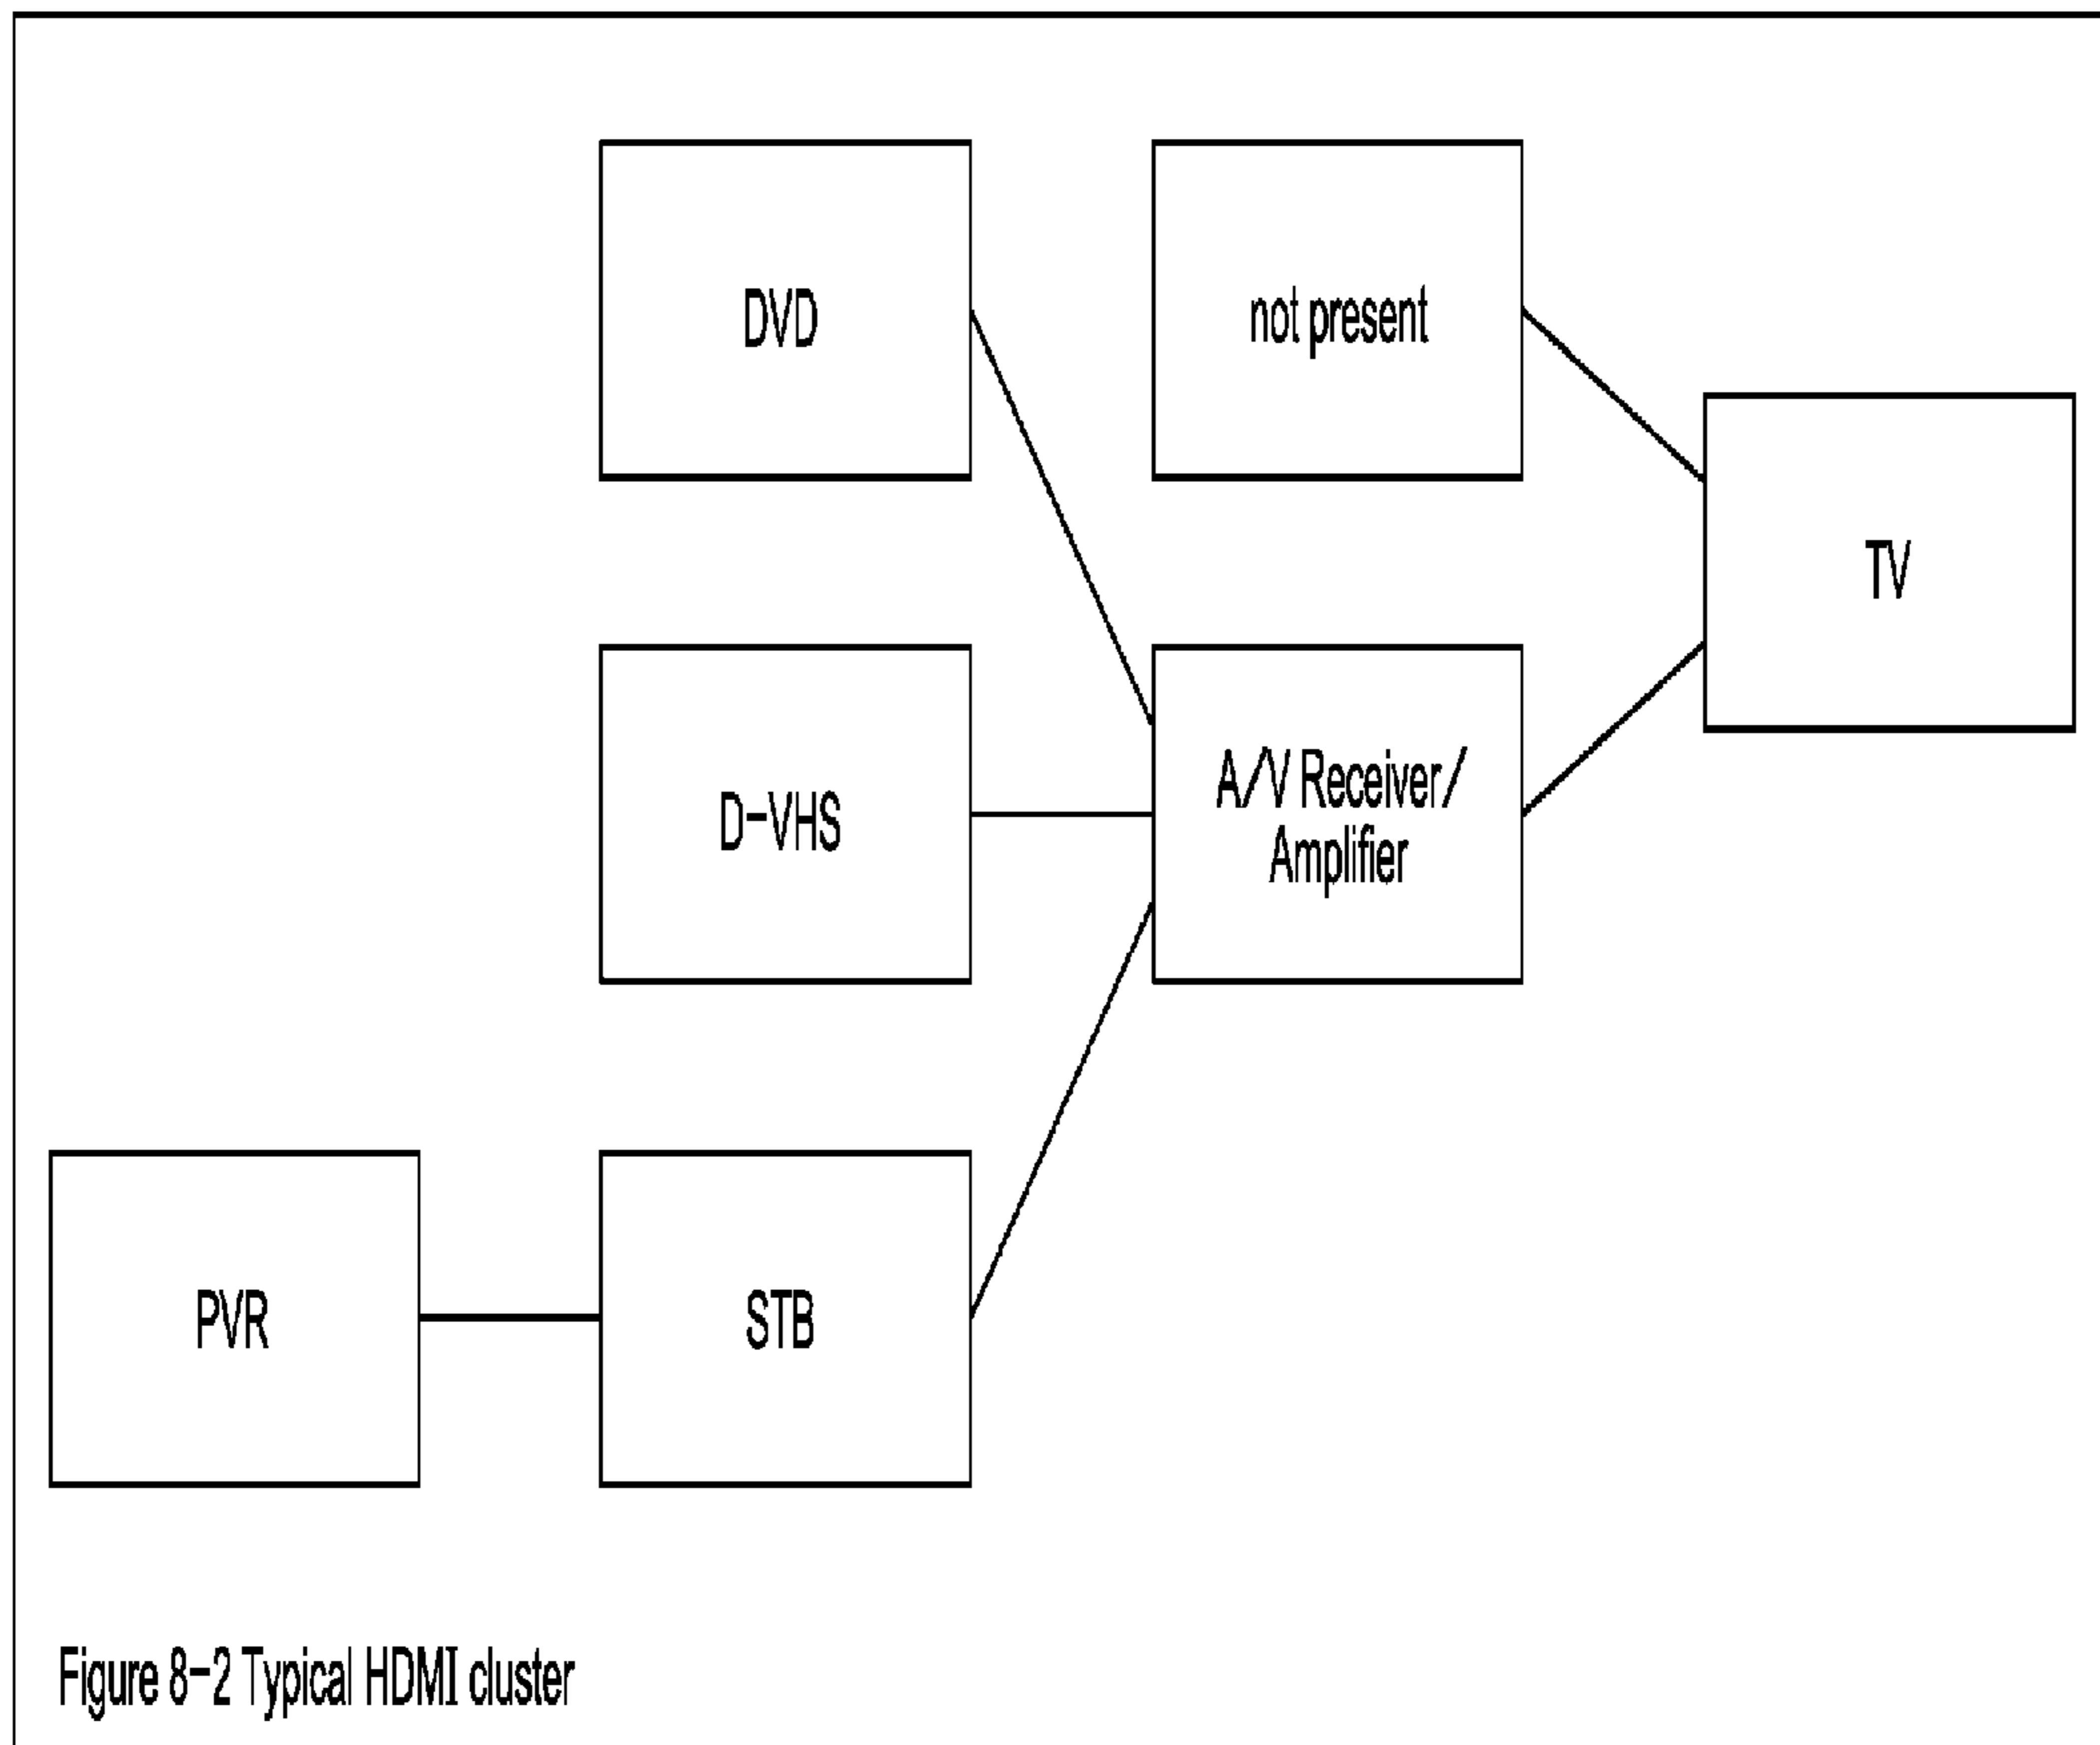 DVD
not present
TV
D-VHS
A/V Receiver/
Amplifier
PVR
STB
Figure 8-2 Typical HDMI cluster